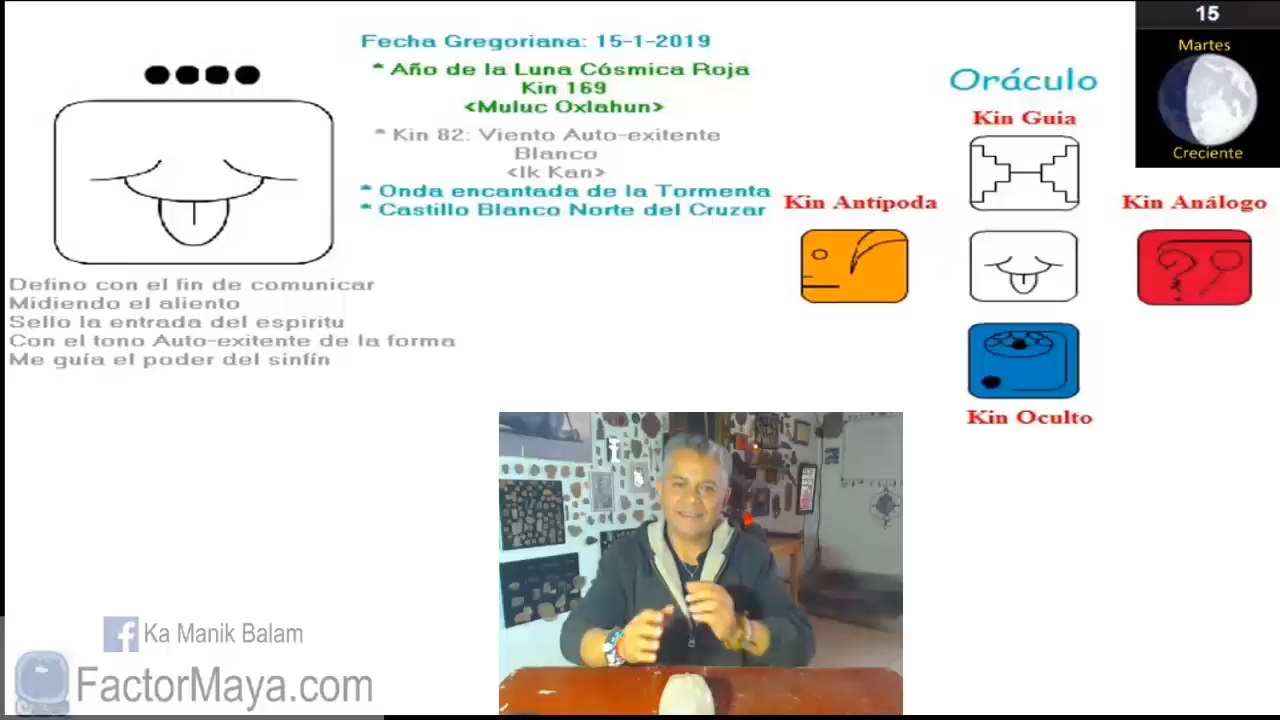 Fecha Gregoriana: 15-1-2019
* Año de la Luna Cósmica Roja
Kin 169
<Muluc Oxlahun>
* Kin 82: Viento Auto-exitente
Blanco
<Ik Kan>
* Onda encantada de la Tormenta
* Castillo Blanco Norte del Cruzar
Defino con el fin de comunicar
Midiendo el aliento
Sello la entrada del espiritu
Con el tono Auto-exitente de la forma
Me guía el poder del sinfín
Oráculo
Kin Guia
Kin Antípoda
Kin Análogo
Kin Oculto
15
Martes
Creciente
Ka Manik Balam
FactorMaya.com